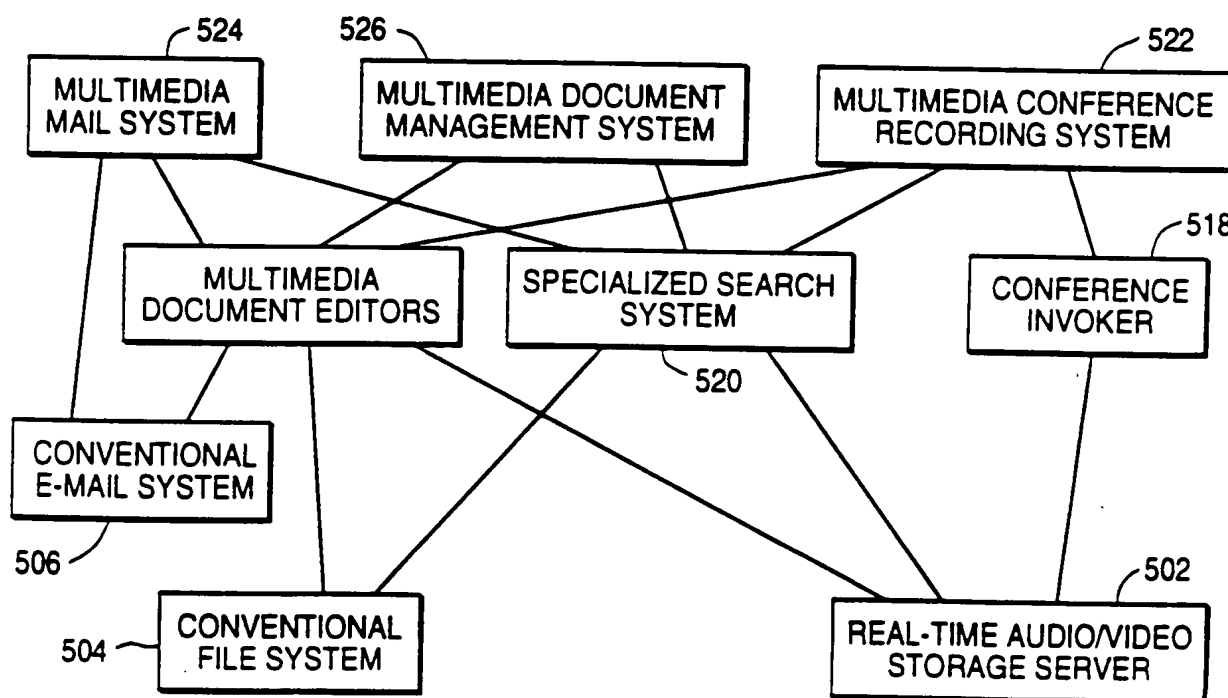 524
526
522
MULTIMEDIA
MAIL SYSTEM
MULTIMEDIA DOCUMENT
MANAGEMENT SYSTEM
MULTIMEDIA CONFERENCE
RECORDING SYSTEM
518
MULTIMEDIA
DOCUMENT EDITORS
SPECIALIZED SEARCH
SYSTEM
CONFERENCE
INVOKER
520
CONVENTIONAL
E-MAIL SYSTEM
506
502
504
CONVENTIONAL
FILE SYSTEM
REAL-TIME AUDIO/VIDEO
STORAGE SERVER